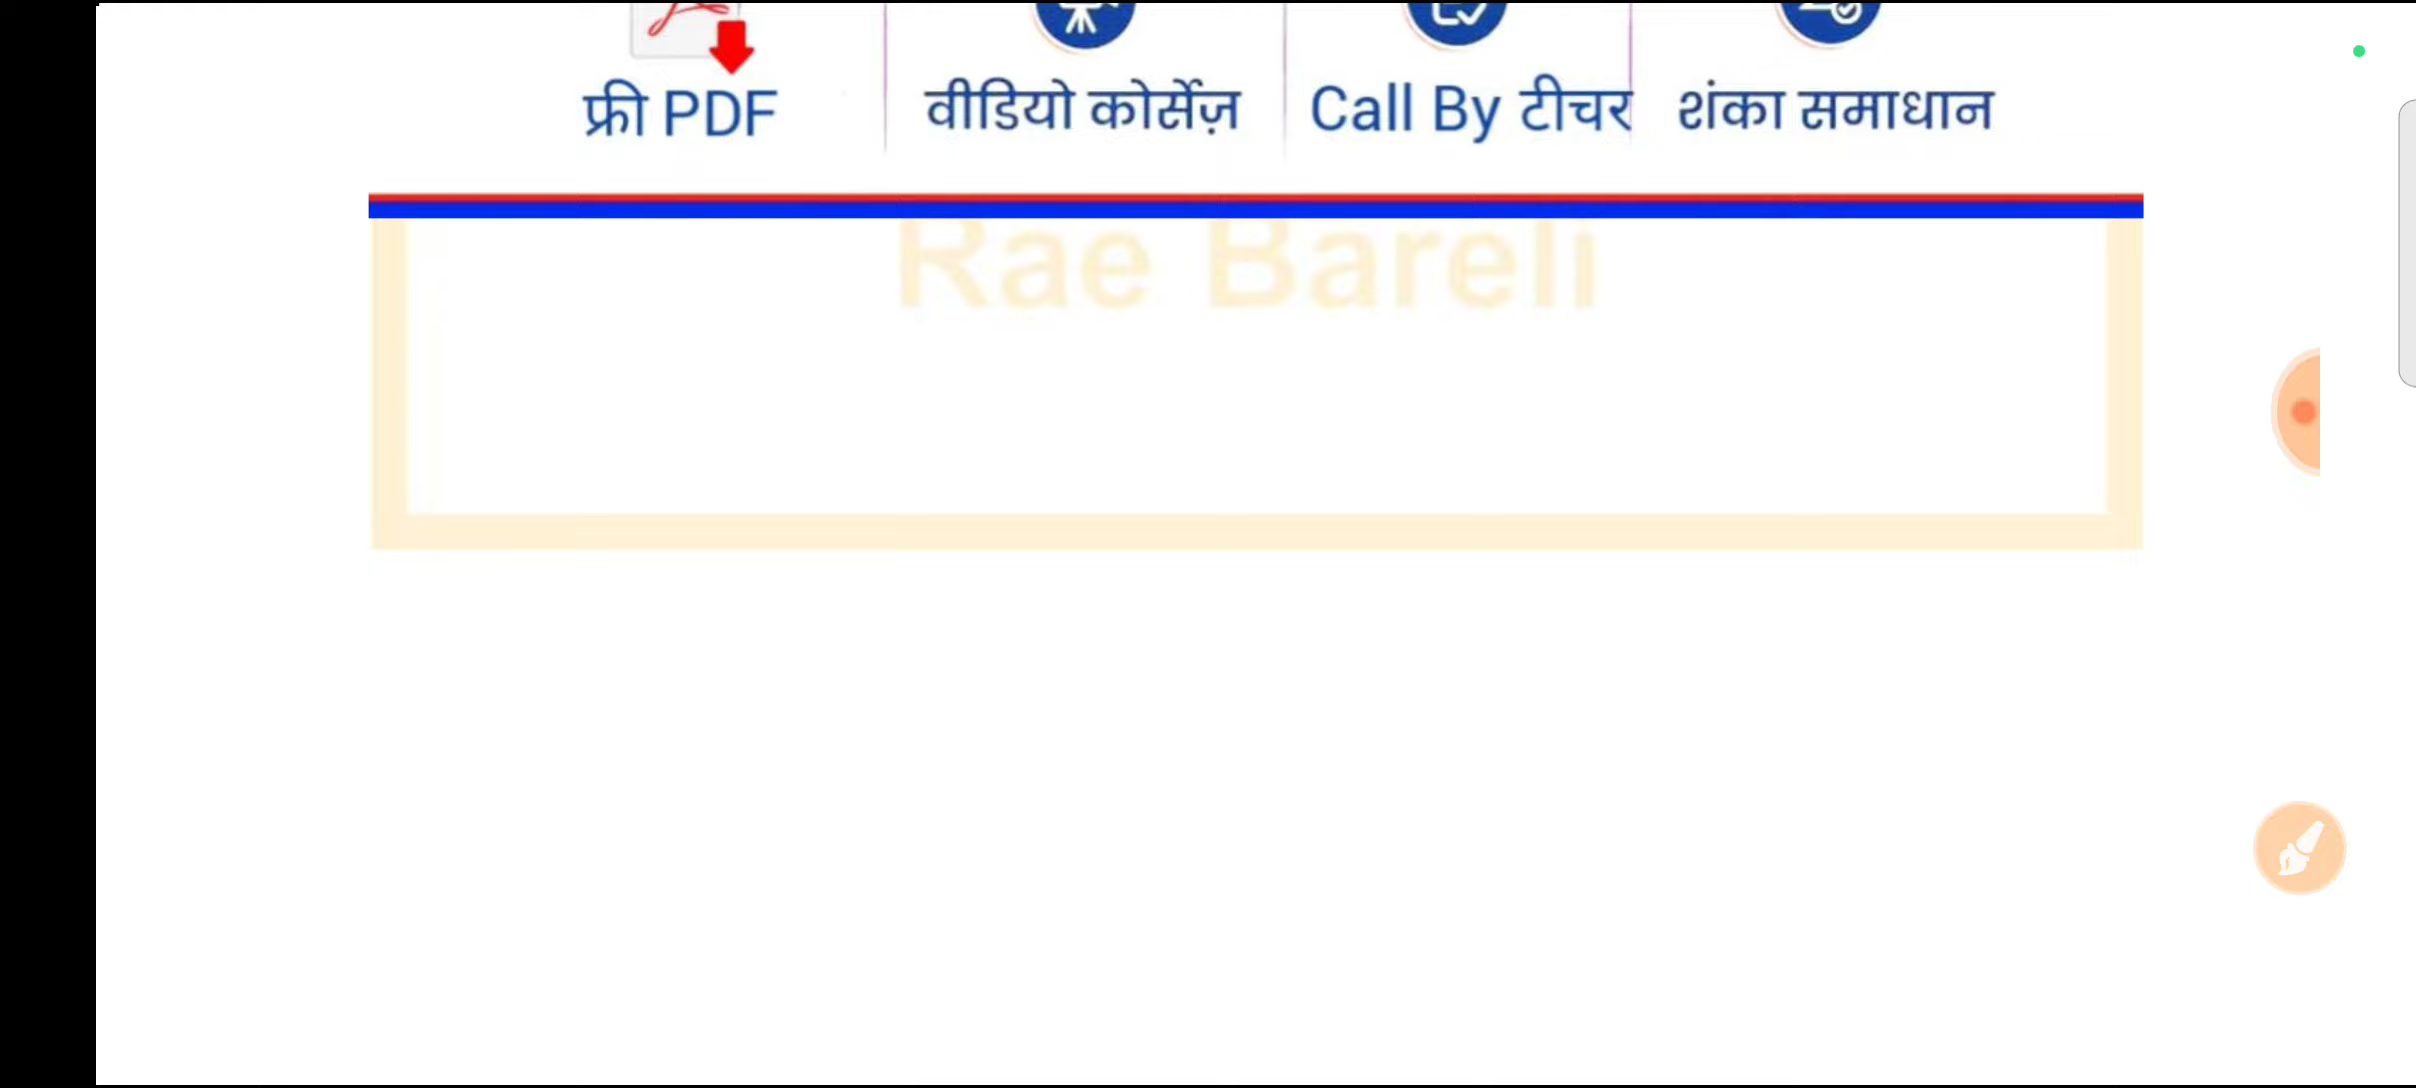 फ्री PDF वीडियो कोर्सेज़ Call By टीचर शंका समाधान
Rae Bareli